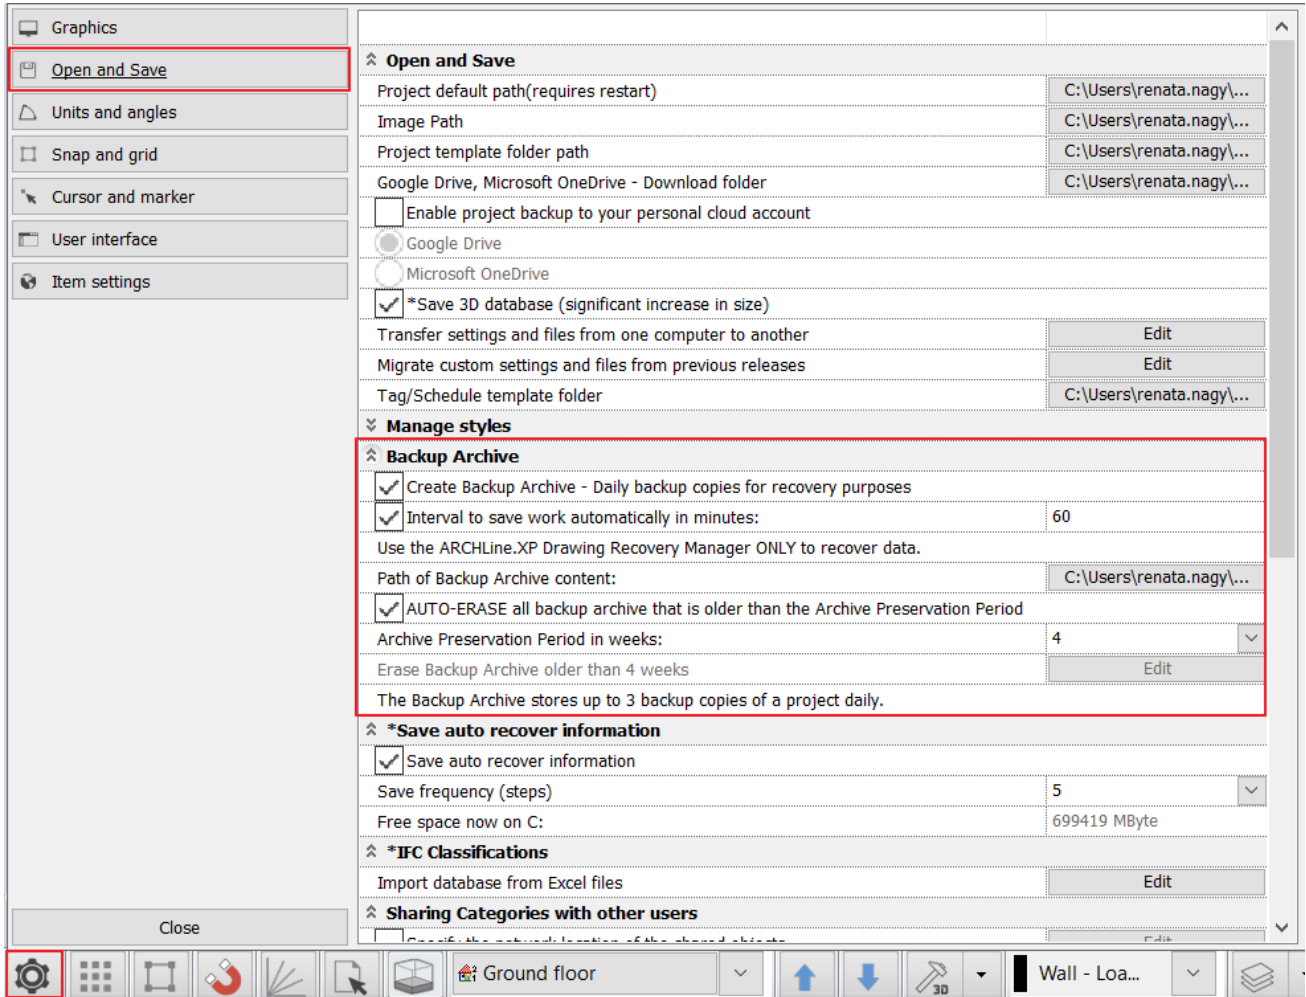 Graphics
Open and Save
Units and angles
Snap and grid
Cursor and marker
User interface
Item settings
Close
Open and Save
Project default path(requires restart) C:\Users\renata.nagy\...
Image Path C:\Users\renata.nagy\...
Project template folder path C:\Users\renata.nagy\...
Google Drive, Microsoft OneDrive - Download folder C:\Users\renata.nagy\...
Enable project backup to your personal cloud account
Google Drive
Microsoft OneDrive
*Save 3D database (significant increase in size)
Transfer settings and files from one computer to another Edit
Migrate custom settings and files from previous releases Edit
Tag/Schedule template folder C:\Users\renata.nagy\...
Manage styles
Backup Archive
Create Backup Archive - Daily backup copies for recovery purposes
Interval to save work automatically in minutes: 60
Use the ARCHLine.XP Drawing Recovery Manager ONLY to recover data.
Path of Backup Archive content: C:\Users\renata.nagy\...
AUTO-ERASE all backup archive that is older than the Archive Preservation Period
Archive Preservation Period in weeks: 4
Erase Backup Archive older than 4 weeks Edit
The Backup Archive stores up to 3 backup copies of a project daily.
*Save auto recover information
Save auto recover information
Save frequency (steps) 5
Free space now on C: 699419 MByte
*IFC Classifications
Import database from Excel files Edit
Sharing Categories with other users
Specify the network location of the shared objects Edit
Ground floor 3D Wall - Loa...